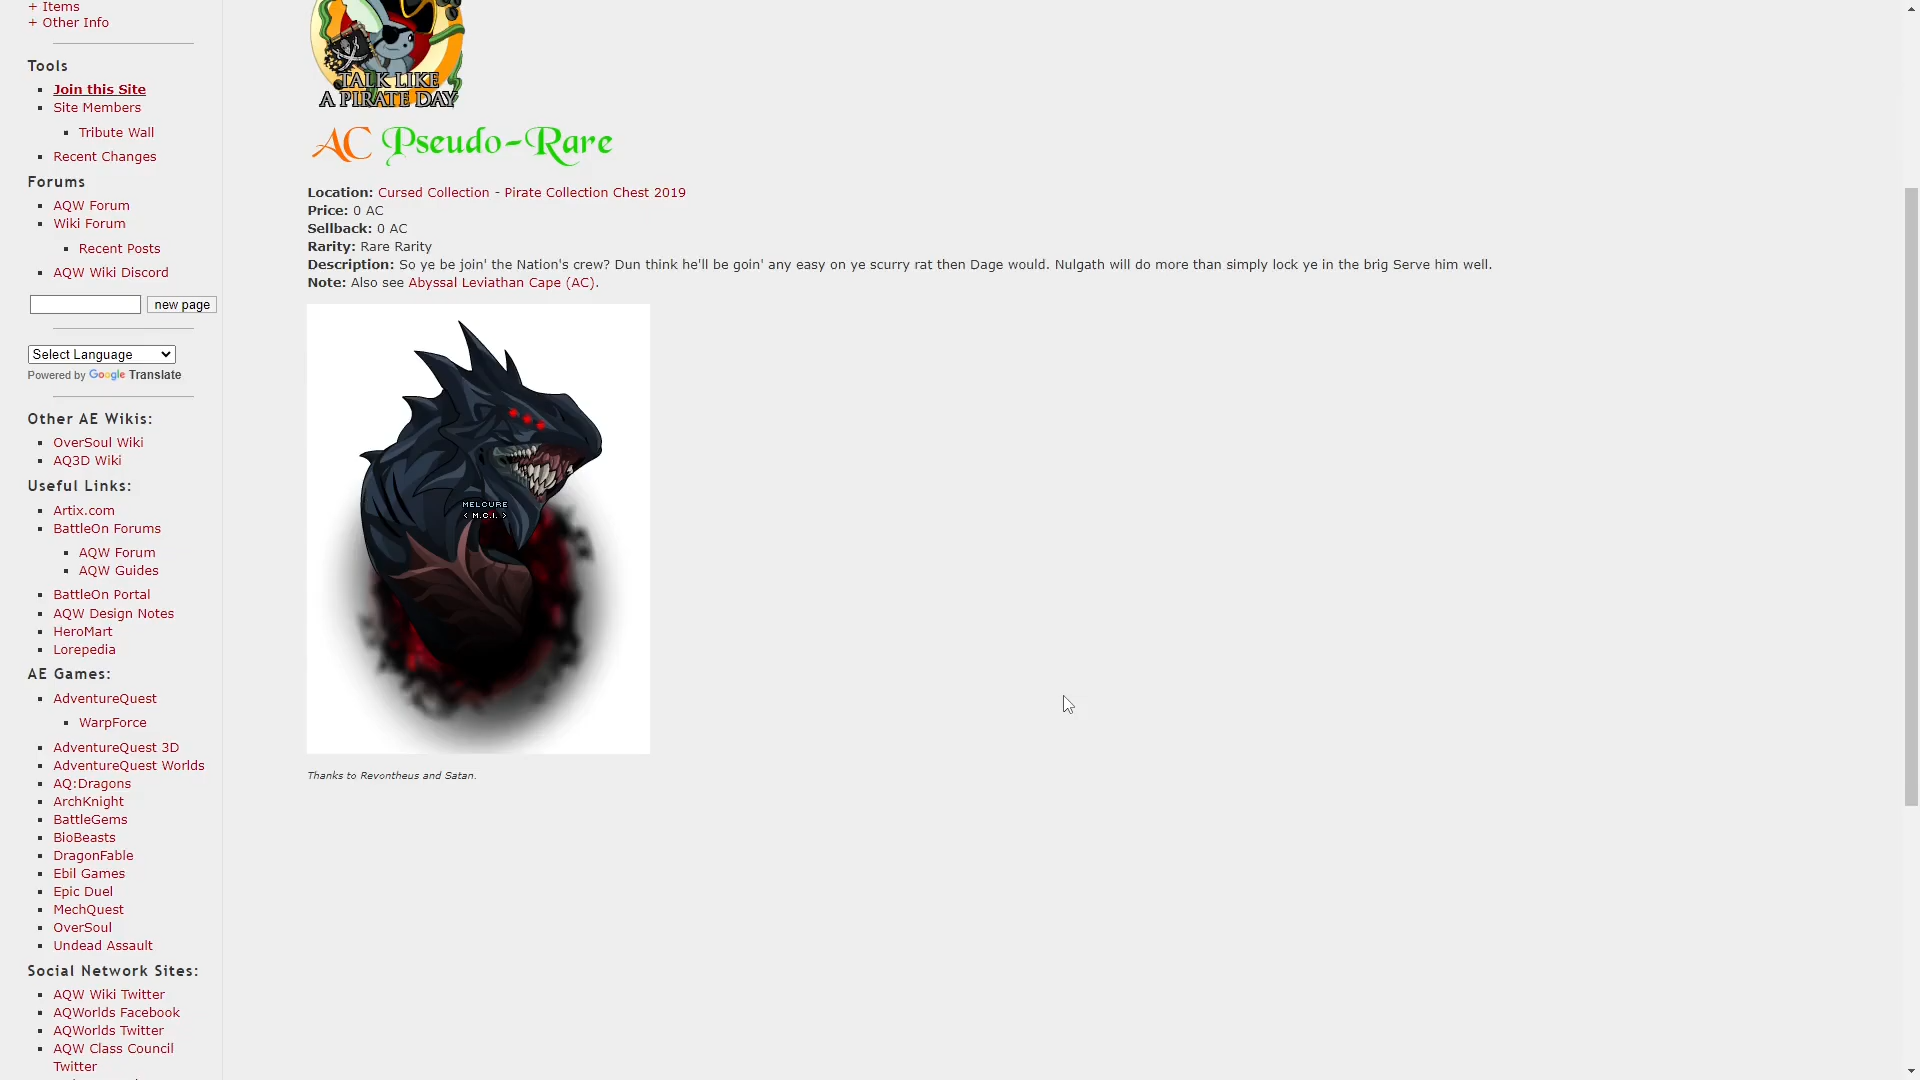 + Items
+ Other Info
Tools
Join this Site
Site Members
Tribute Wall
Recent Changes
Forums
AQW Forum
Wiki Forum
Recent Posts
AQW Wiki Discord
new page
Select Language
Powered by Google Translate
Other AE Wikis:
OverSoul Wiki
AQ3D Wiki
Useful Links:
Artix.com
BattleOn Forums
AQW Forum
AQW Guides
BattleOn Portal
AQW Design Notes
HeroMart
Lorepedia
AE Games:
AdventureQuest
WarpForce
AdventureQuest 3D
AdventureQuest Worlds
AQ:Dragons
ArchKnight
BattleGems
BioBeasts
DragonFable
Ebil Games
Epic Duel
MechQuest
OverSoul
Undead Assault
Social Network Sites:
AQW Wiki Twitter
AQWorlds Facebook
AQWorlds Twitter
AQW Class Council
Twitter
TALK LIKE
A PIRATE DAY
AC Pseudo-Rare
Location: Cursed Collection - Pirate Collection Chest 2019
Price: 0 AC
Sellback: 0 AC
Rarity: Rare Rarity
Description: So ye be join' the Nation's crew? Dun think he'll be goin' any easy on ye scurry rat then Dage would. Nulgath will do more than simply lock ye in the brig Serve him well.
Note: Also see Abyssal Leviathan Cape (AC).
MELCURE
< M.C.I. >
Thanks to Revontheus and Satan.